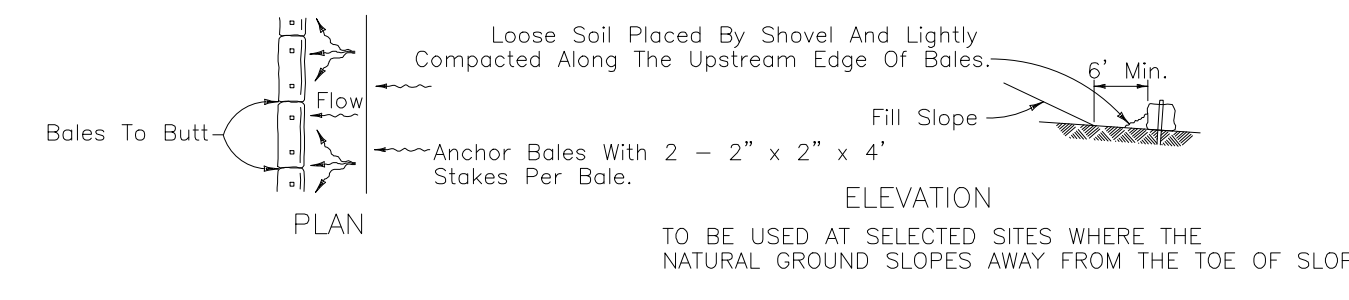 Loose Soil Placed By Shovel And Lightly
Compacted Along The Upstream Edge Of Bales.
6' Min.
Flow
Fill Slope
Bales To Butt
Anchor Bales With 2 – 2" x 2" x 4'
Stakes Per Bale.
PLAN
ELEVATION
TO BE USED AT SELECTED SITES WHERE THE
NATURAL GROUND SLOPES AWAY FROM THE TOE OF